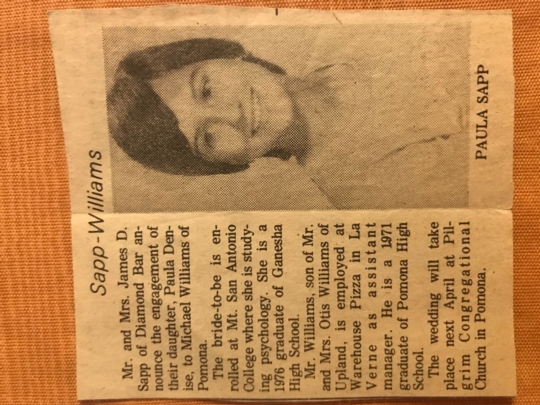 Sapp-Williams
PAULA SAPP
Mr. and Mrs. James D.
Sapp of Diamond Bar an-
nounce the engagement of
their daughter, Paula Den-
ise, to Michael Williams of
Pomona.
The bride-to-be is en-
rolled at Mt. San Antonio
College where she is study-
ing psychology. She is a
1976 graduate of Ganesha
High School.
Mr. Williams, son of Mr.
and Mrs. Otis Williams of
Upland, is employed at
Warehouse Pizza in La
Verne as assistant
manager. He is a 1971
graduate of Pomona High
School.
The wedding will take
place next April at Pil-
grim Congregational
Church in Pomona.